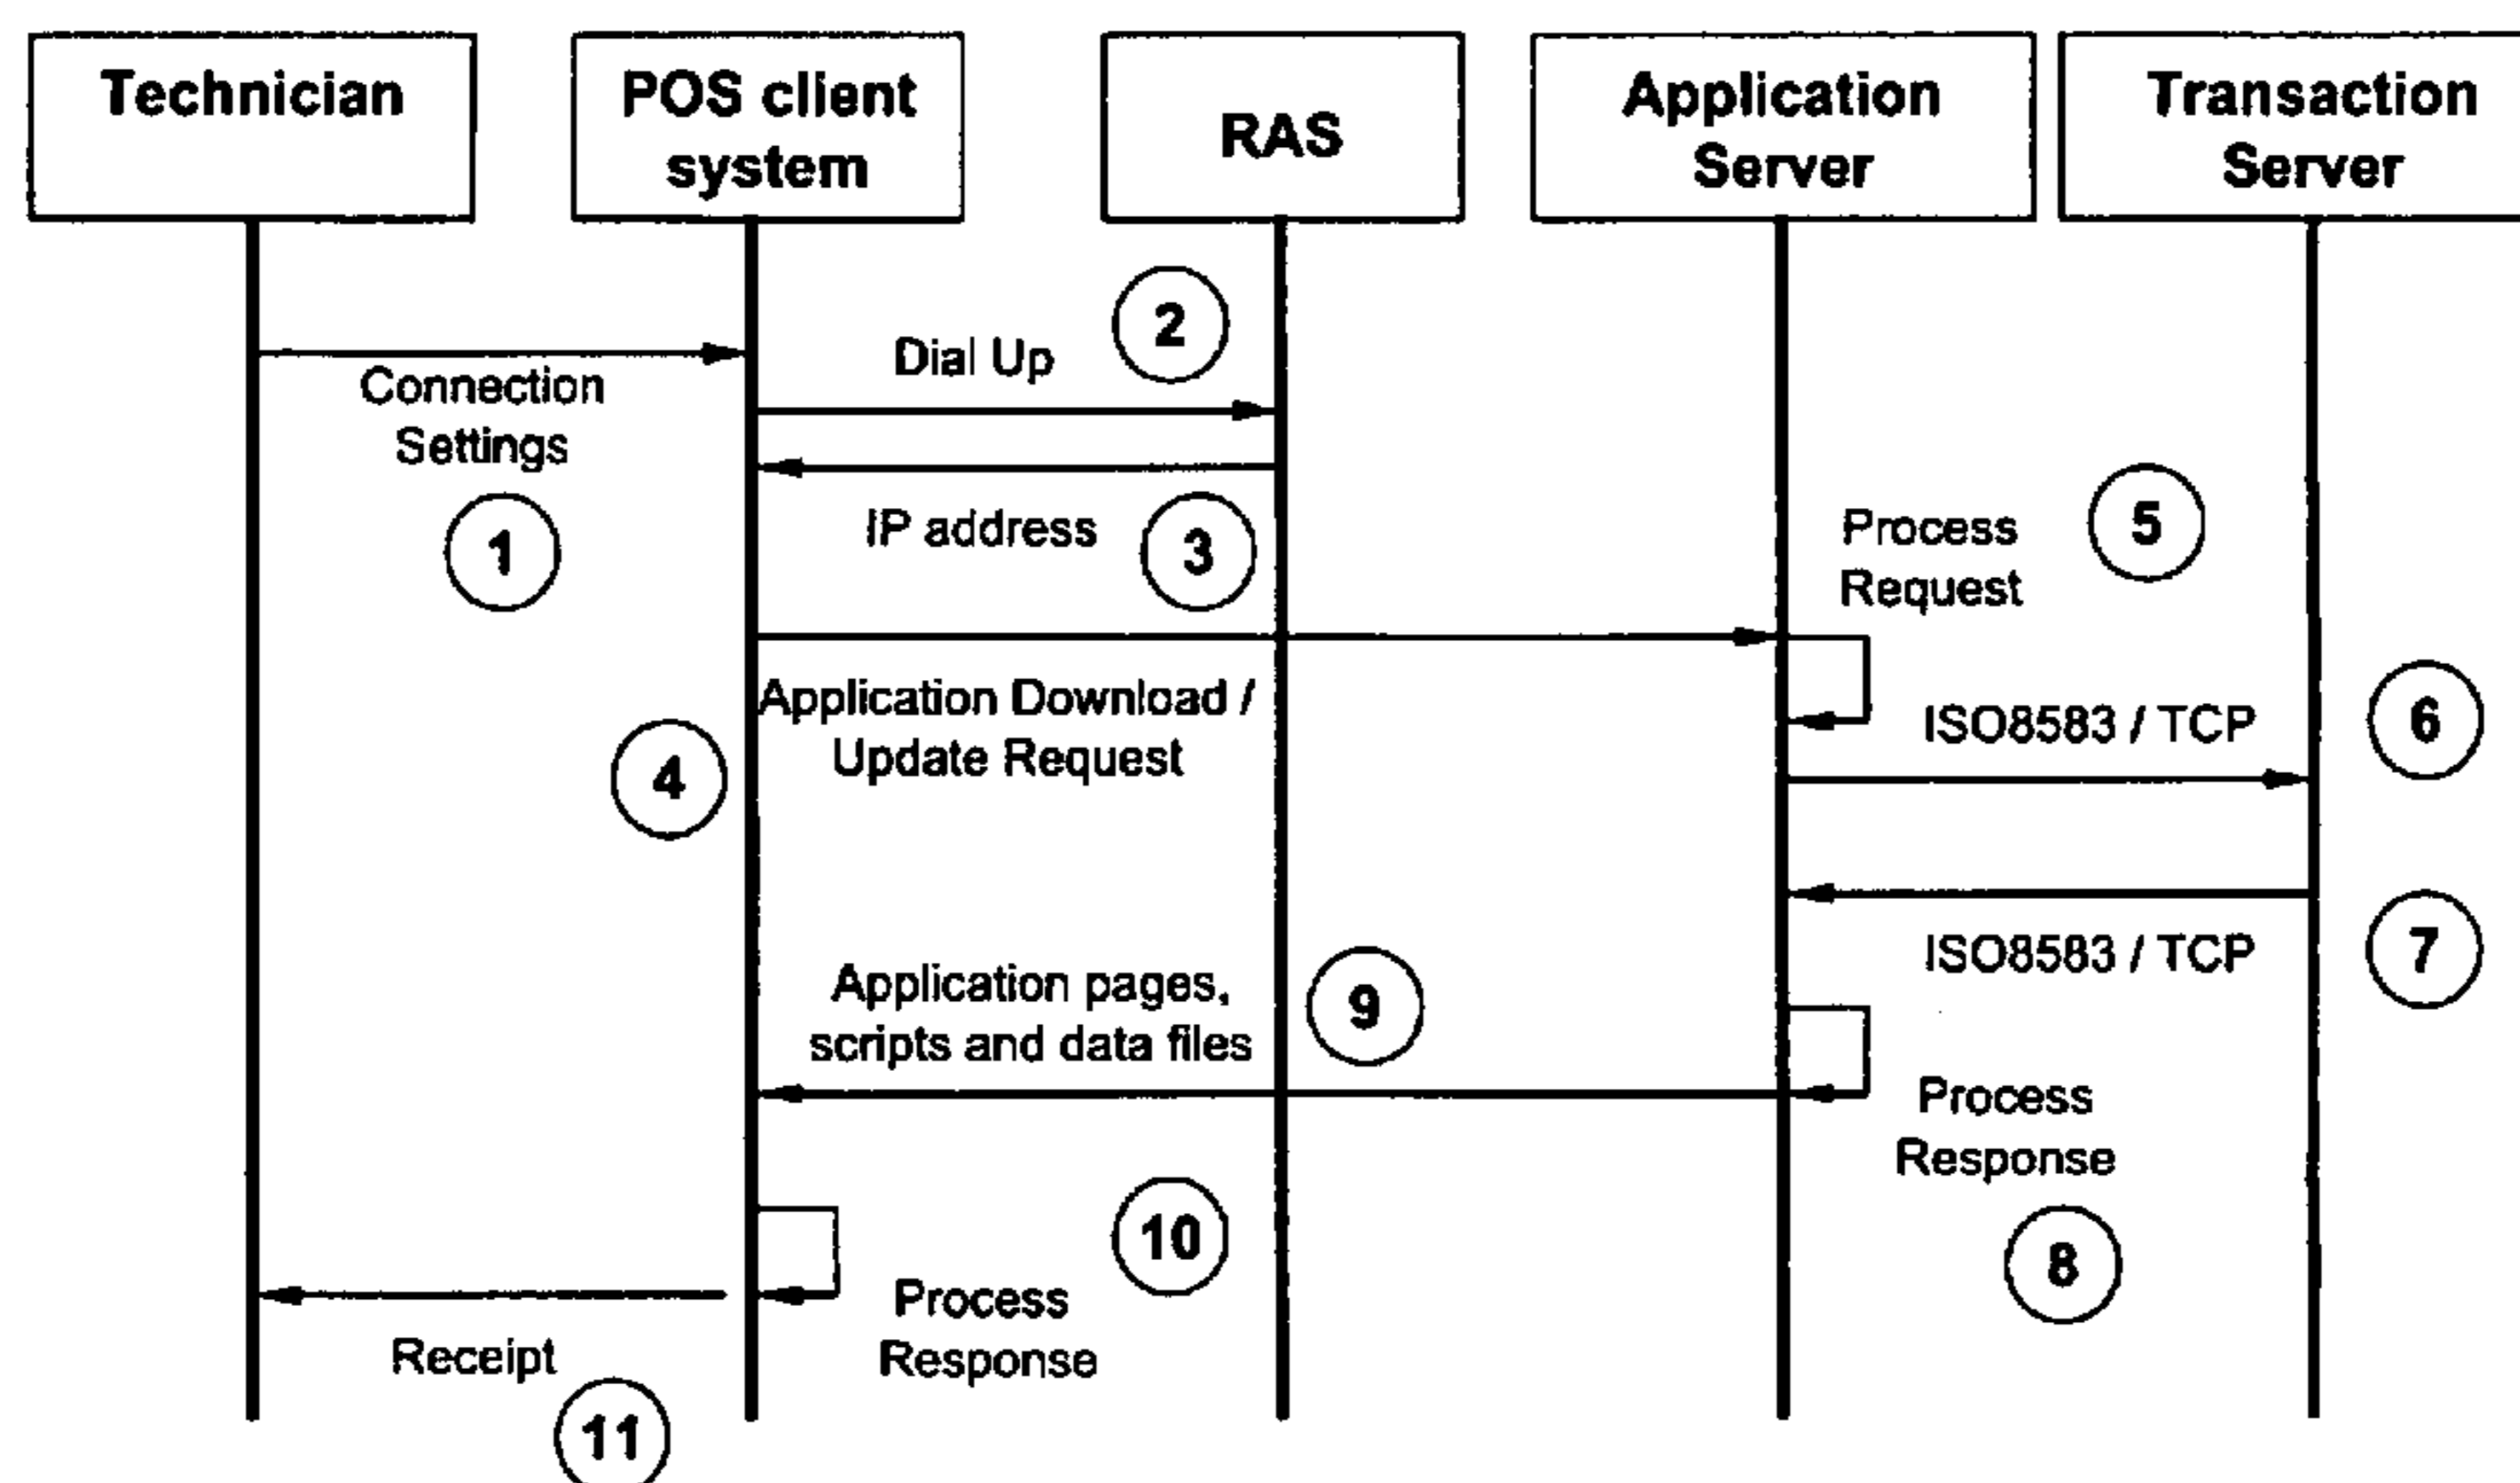 Technician
POS client
system
RAS
Application
Server
Transaction
Server
2
Dial Up
Connection
Settings
1
IP address
3
Process
Request
5
Application Download /
Update Request
4
ISO8583 / TCP
6
ISO8583 / TCP
7
Application pages,
scripts and data files
9
Process
Response
8
10
Process
Response
Receipt
11